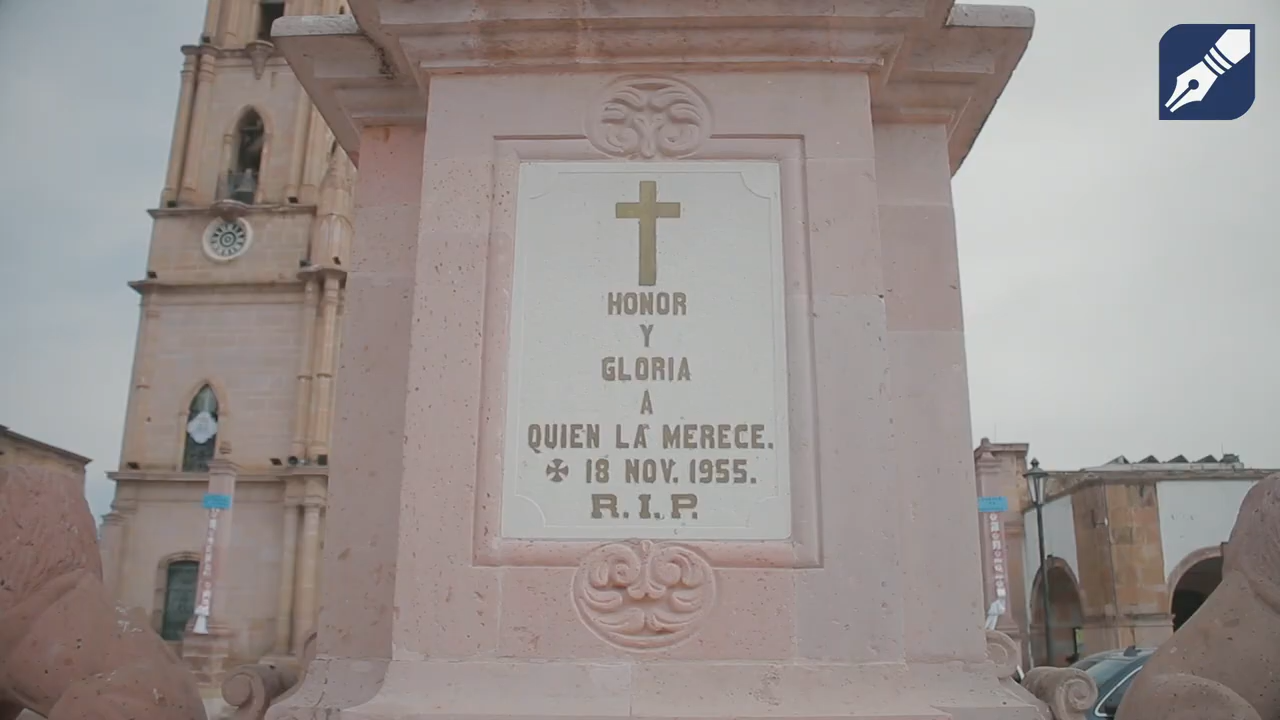 HONOR
Y
GLORIA
A
QUIEN LA MERECE.
✠ 18 NOV. 1955.
R.I.P.